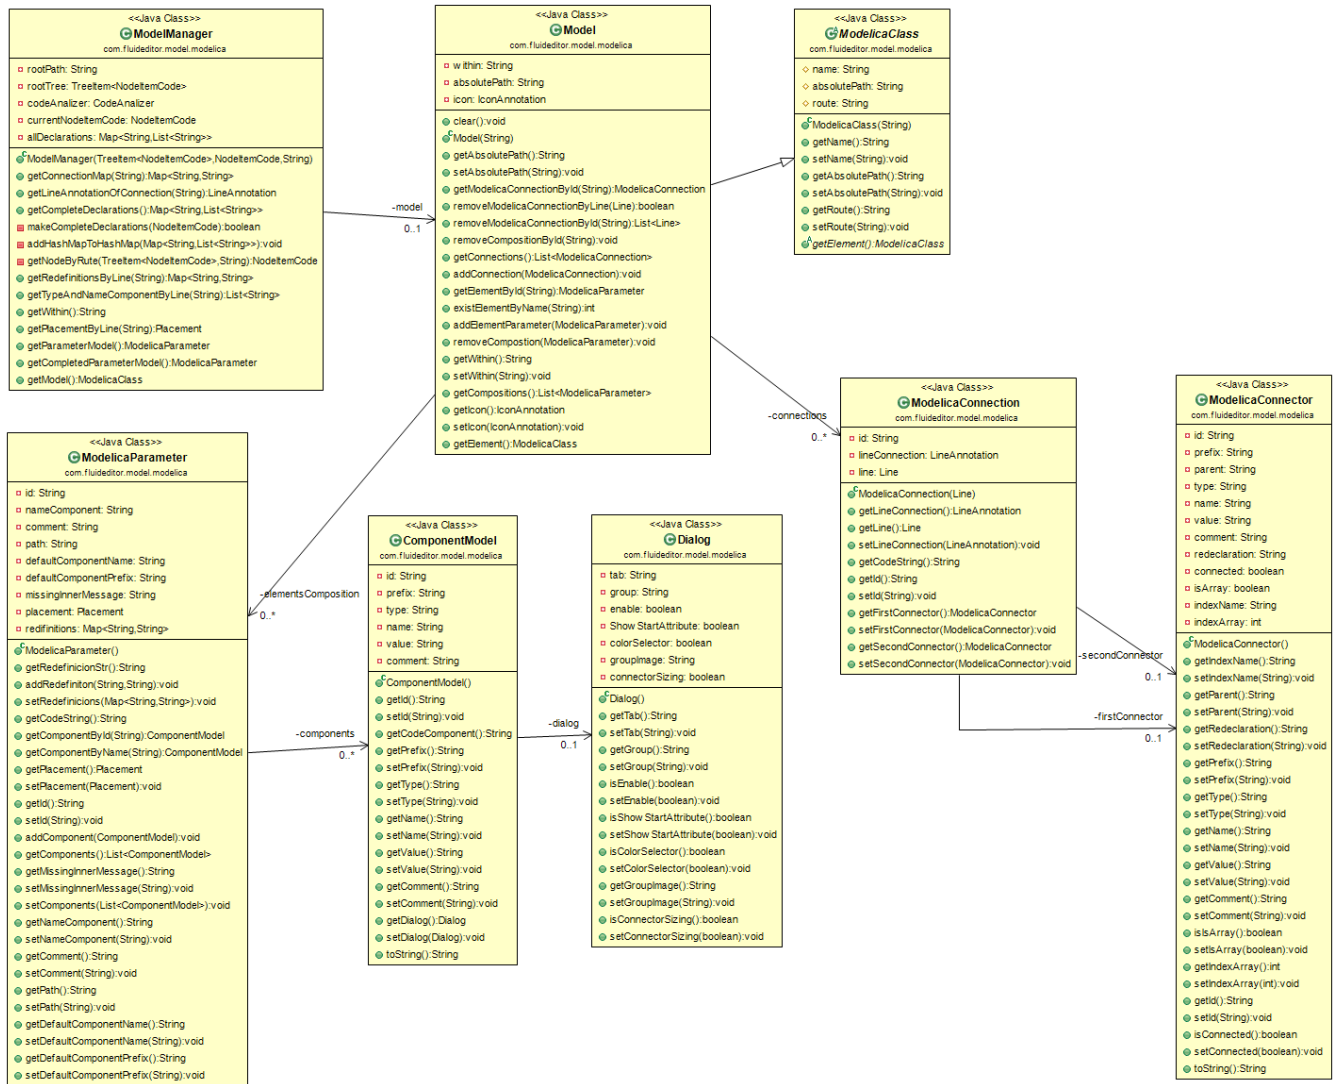 <<Java Class>>
ModelManager
com.fluideditor.model.modelica
rootPath: String
rootTree: TreeItem<NodeItemCode>
codeAnalizer: CodeAnalizer
currentNodeItemCode: NodeItemCode
allDeclarations: Map<String,List<String>>
ModelManager(TreeItem<NodeItemCode>,NodeItemCode,String)
getConnectionMap(String):Map<String,String>
getLineAnnotationOfConnection(String):LineAnnotation
getCompleteDeclarations():Map<String,List<String>>
makeCompleteDeclarations(NodeItemCode):boolean
addHashMapToHashMap(Map<String,List<String>>):void
getNodeByRute(TreeItem<NodeItemCode>,String):NodeItemCode
getRedefinitionsByLine(String):Map<String,String>
getTypeAndNameComponentByLine(String):List<String>
getWithin():String
getPlacementByLine(String):Placement
getParameterModel():ModelicaParameter
getCompletedParameterModel():ModelicaParameter
getModel():ModelicaClass
-model
0..1
<<Java Class>>
Model
com.fluideditor.model.modelica
within: String
absolutePath: String
icon: IconAnnotation
clear():void
Model(String)
getAbsolutePath():String
setAbsolutePath(String):void
getModelicaConnectionById(String):ModelicaConnection
removeModelicaConnectionByLine(Line):boolean
removeModelicaConnectionById(String):List<Line>
removeCompositionById(String):void
getConnections():List<ModelicaConnection>
addConnection(ModelicaConnection):void
getElementById(String):ModelicaParameter
existElementByName(String):int
addElementParameter(ModelicaParameter):void
removeCompostion(ModelicaParameter):void
getWithin():String
setWithin(String):void
getCompositions():List<ModelicaParameter>
getIcon():IconAnnotation
setIcon(IconAnnotation):void
getElement():ModelicaClass
<<Java Class>>
ModelicaClass
com.fluideditor.model.modelica
name: String
absolutePath: String
route: String
ModelicaClass(String)
getName():String
setName(String):void
getAbsolutePath():String
setAbsolutePath(String):void
getRoute():String
setRoute(String):void
getElement():ModelicaClass
-connections
0..*
-elementsComposition
0..*
<<Java Class>>
ModelicaParameter
com.fluideditor.model.modelica
id: String
nameComponent: String
comment: String
path: String
defaultComponentName: String
defaultComponentPrefix: String
missingInnerMessage: String
placement: Placement
redifinitions: Map<String,String>
ModelicaParameter()
getRedefinicionStr():String
addRedefiniton(String,String):void
setRedefinicions(Map<String,String>):void
getCodeString():String
getComponentById(String):ComponentModel
getComponentByName(String):ComponentModel
getPlacement():Placement
setPlacement(Placement):void
getId():String
setId(String):void
addComponent(ComponentModel):void
getComponents():List<ComponentModel>
getMissingInnerMessage():String
setMissingInnerMessage(String):void
setComponents(List<ComponentModel>):void
getNameComponent():String
setNameComponent(String):void
getComment():String
setComment(String):void
getPath():String
setPath(String):void
getDefaultComponentName():String
setDefaultComponentName(String):void
getDefaultComponentPrefix():String
setDefaultComponentPrefix(String):void
-components
0..*
<<Java Class>>
ComponentModel
com.fluideditor.model.modelica
id: String
prefix: String
type: String
name: String
value: String
comment: String
ComponentModel()
getId():String
setId(String):void
getCodeComponent():String
getPrefix():String
setPrefix(String):void
getType():String
setType(String):void
getName():String
setName(String):void
getValue():String
setValue(String):void
getComment():String
setComment(String):void
getDialog():Dialog
setDialog(Dialog):void
toString():String
-dialog
0..1
<<Java Class>>
Dialog
com.fluideditor.model.modelica
tab: String
group: String
enable: boolean
ShowStartAttribute: boolean
colorSelector: boolean
groupImage: String
connectorSizing: boolean
Dialog()
getTab():String
setTab(String):void
getGroup():String
setGroup(String):void
isEnable():boolean
setEnable(boolean):void
isShowStartAttribute():boolean
setShowStartAttribute(boolean):void
isColorSelector():boolean
setColorSelector(boolean):void
getGroupImage():String
setGroupImage(String):void
isConnectorSizing():boolean
setConnectorSizing(boolean):void
<<Java Class>>
ModelicaConnection
com.fluideditor.model.modelica
id: String
lineConnection: LineAnnotation
line: Line
ModelicaConnection(Line)
getLineConnection():LineAnnotation
getLine():Line
setLineConnection(LineAnnotation):void
getCodeString():String
getId():String
setId(String):void
getFirstConnector():ModelicaConnector
setFirstConnector(ModelicaConnector):void
getSecondConnector():ModelicaConnector
setSecondConnector(ModelicaConnector):void
-secondConnector
0..1
-firstConnector
0..1
<<Java Class>>
ModelicaConnector
com.fluideditor.model.modelica
id: String
prefix: String
parent: String
type: String
name: String
value: String
comment: String
redeclaration: String
connected: boolean
isArray: boolean
indexName: String
indexArray: int
ModelicaConnector()
getIndexName():String
setIndexName(String):void
getParent():String
setParent(String):void
getRedeclaration():String
setRedeclaration(String):void
getPrefix():String
setPrefix(String):void
getType():String
setType(String):void
getName():String
setName(String):void
getValue():String
setValue(String):void
getComment():String
setComment(String):void
isIsArray():boolean
setIsArray(boolean):void
getIndexArray():int
setIndexArray(int):void
getId():String
setId(String):void
isConnected():boolean
setConnected(boolean):void
toString():String